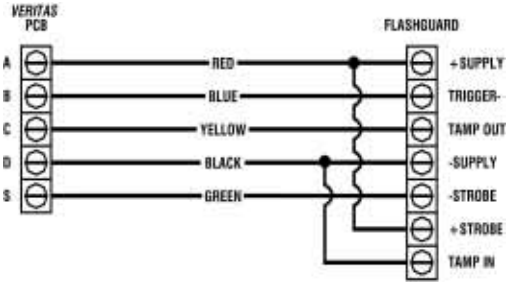 VERITAS
PCB
FLASHGUARD
A RED +SUPPLY
B BLUE TRIGGER-
C YELLOW TAMP OUT
D BLACK -SUPPLY
S GREEN -STROBE
+STROBE
TAMP IN